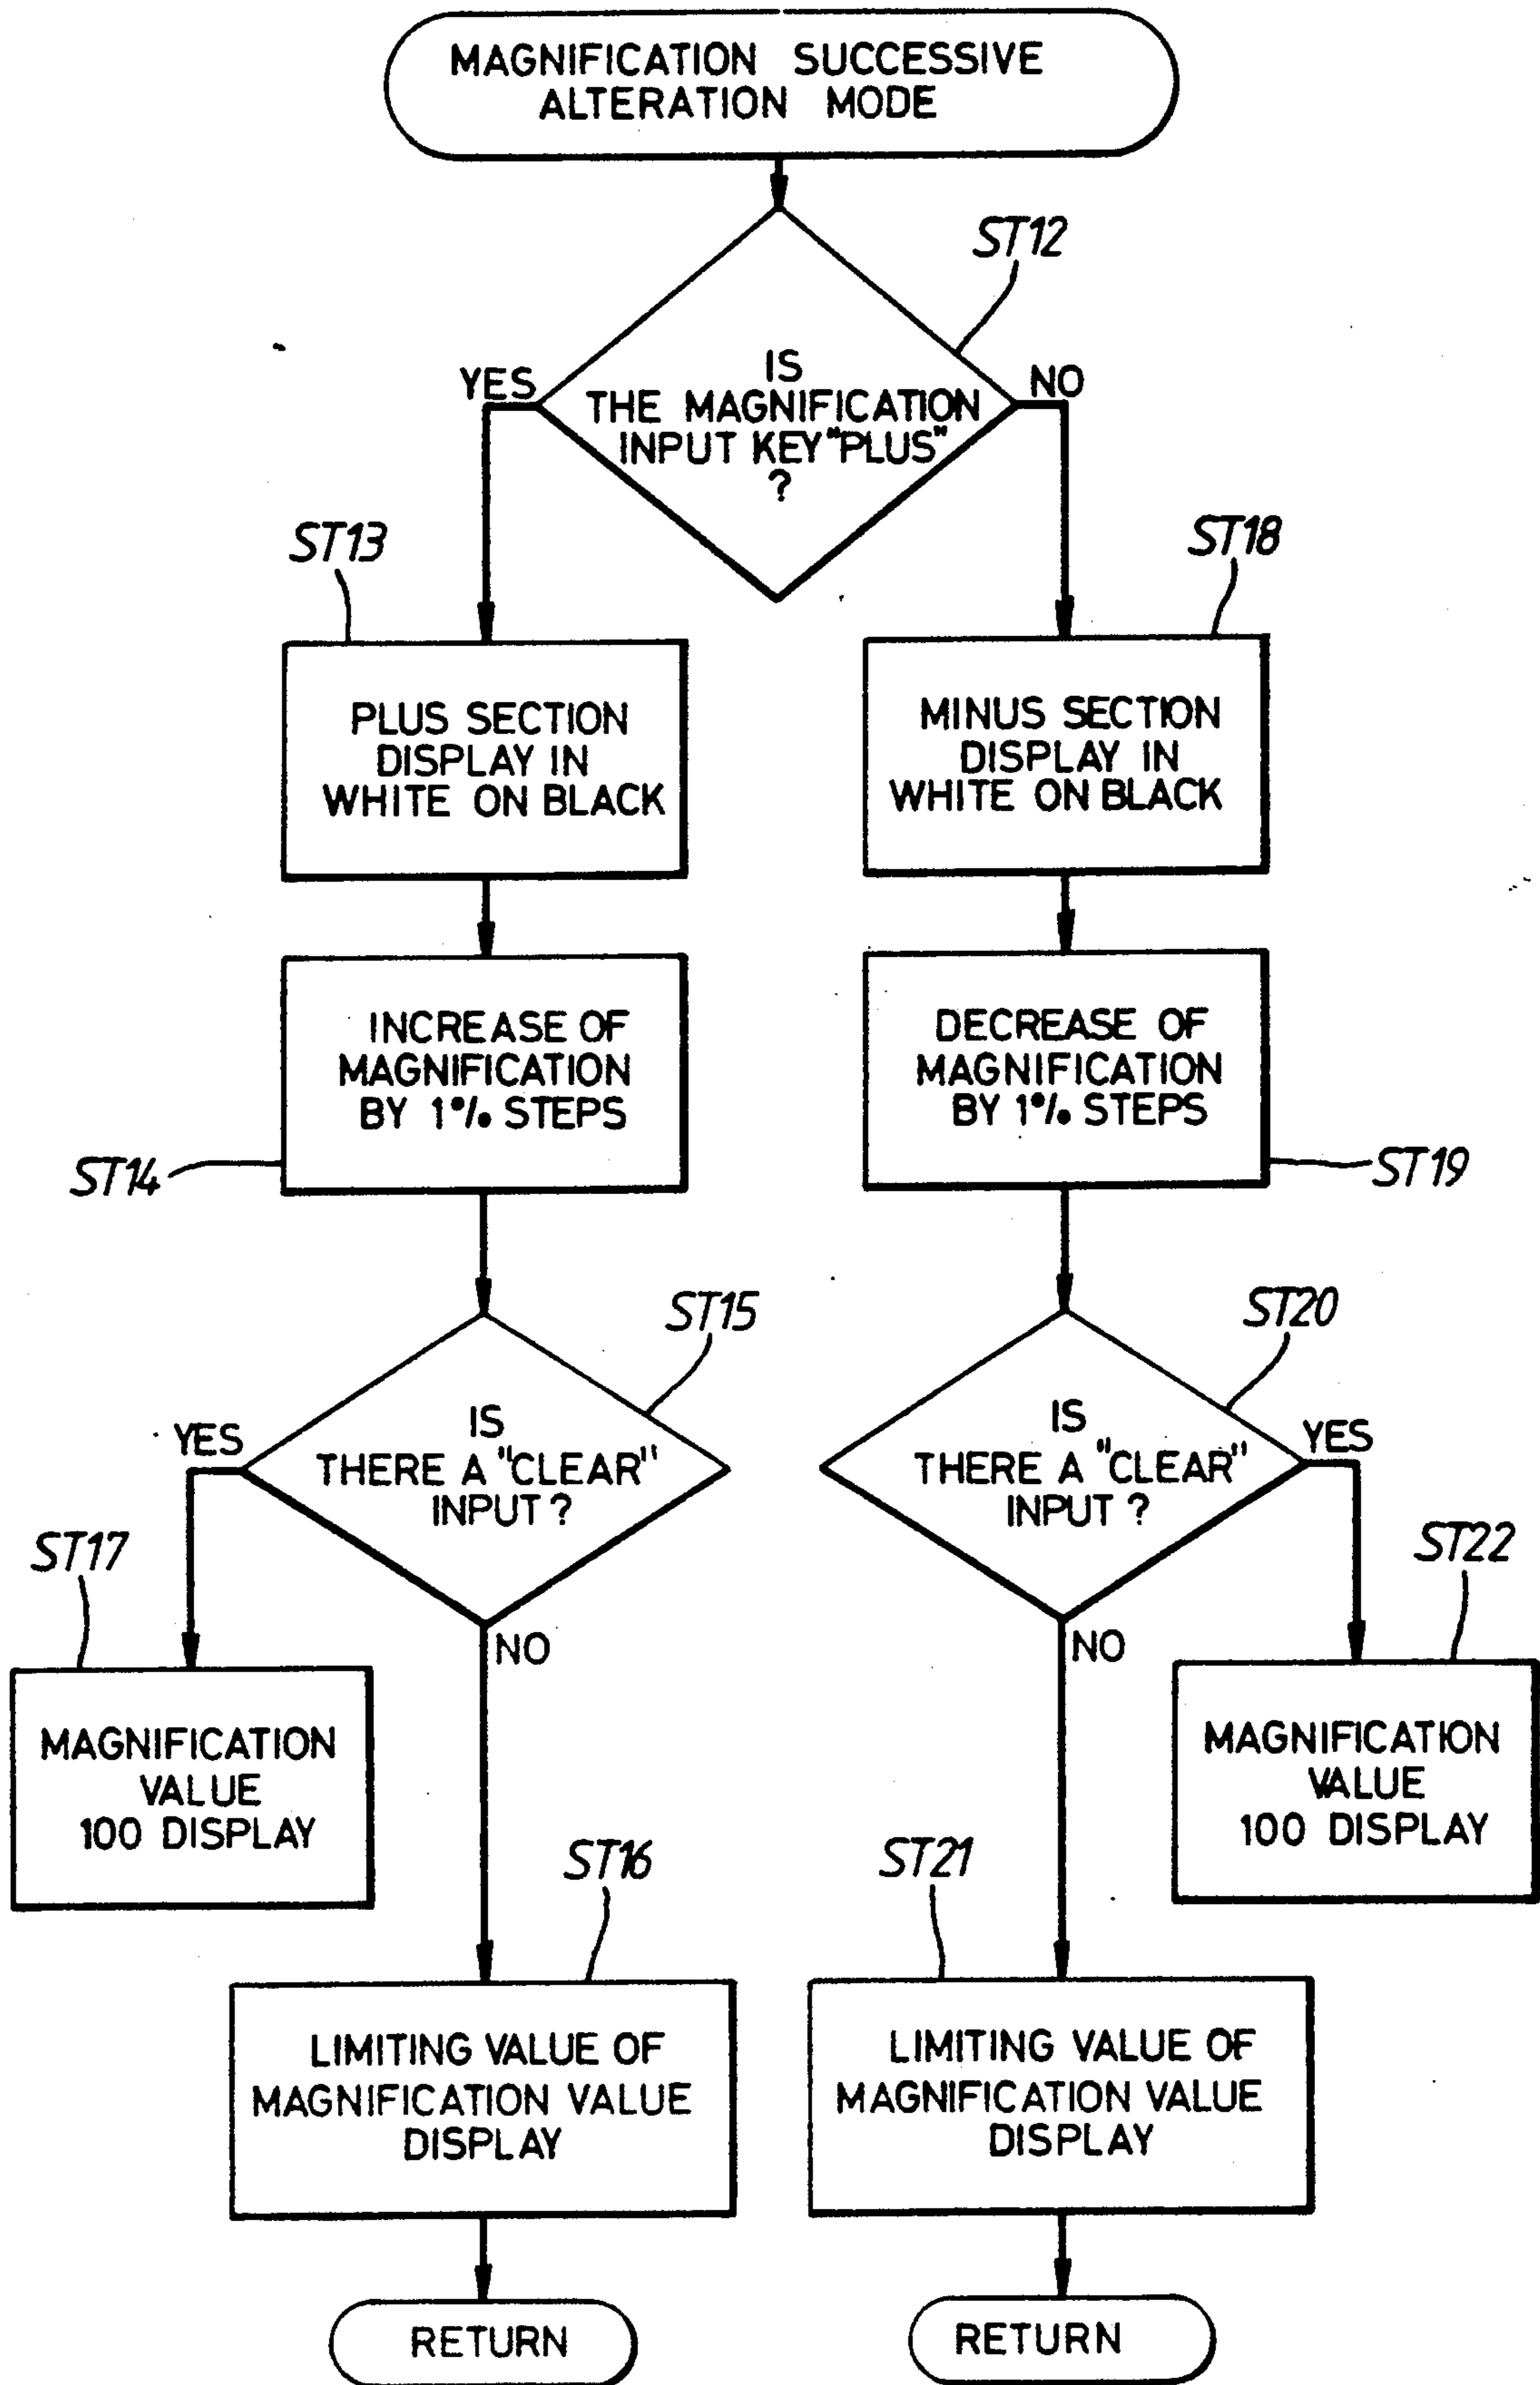 MAGNIFICATION SUCCESSIVE
ALTERATION MODE
ST12
IS
THE MAGNIFICATION
INPUT KEY "PLUS"
?
YES
NO
ST13
PLUS SECTION
DISPLAY IN
WHITE ON BLACK
ST18
MINUS SECTION
DISPLAY IN
WHITE ON BLACK
INCREASE OF
MAGNIFICATION
BY 1% STEPS
ST14
DECREASE OF
MAGNIFICATION
BY 1% STEPS
ST19
ST15
IS
THERE A "CLEAR"
INPUT?
YES
NO
ST20
IS
THERE A "CLEAR"
INPUT?
YES
NO
ST17
MAGNIFICATION
VALUE
100 DISPLAY
ST22
MAGNIFICATION
VALUE
100 DISPLAY
ST16
LIMITING VALUE OF
MAGNIFICATION VALUE
DISPLAY
ST21
LIMITING VALUE OF
MAGNIFICATION VALUE
DISPLAY
RETURN
RETURN